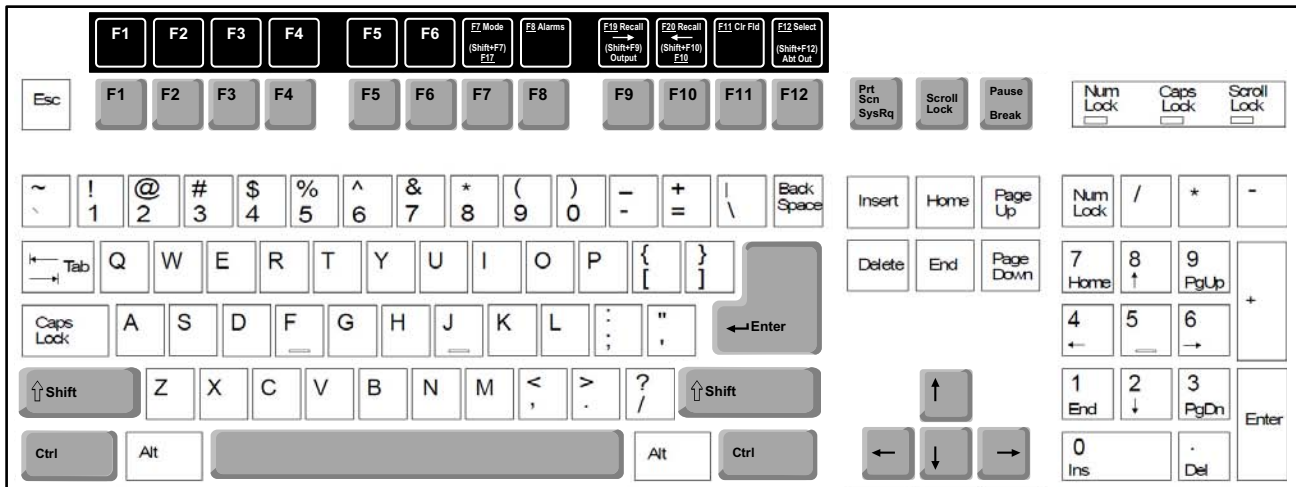 F1 F2 F3 F4 F5 F6 F7 Mode F8 Alarms F19 Recall F20 Recall F11 Clr Fld F12 Select
(Shift+F7) (Shift+F9) (Shift+F10) (Shift+F12)
F17 Output F10 Abt Out
Esc F1 F2 F3 F4 F5 F6 F7 F8 F9 F10 F11 F12
Prt
Scn
SysRq
Scroll
Lock
Pause
Break
Num
Lock
Caps
Lock
Scroll
Lock
~ ! @ # $ % ^ & * ( ) _ + | Back
` 1 2 3 4 5 6 7 8 9 0 - = \ Space
Insert Home Page
Up
Num
Lock
/ * -
Tab Q W E R T Y U I O P { }
[ ]
Delete End Page
Down
7 8 9
Home ↑ PgUp
+
Caps
Lock
A S D F G H J K L : "
; '
↵Enter
4 5 6
← →
⇧Shift Z X C V B N M < > ?
, . /
⇧Shift
↑
1 2 3
End ↓ PgDn
Enter
Ctrl Alt Alt Ctrl
← ↓ →
0 .
Ins Del